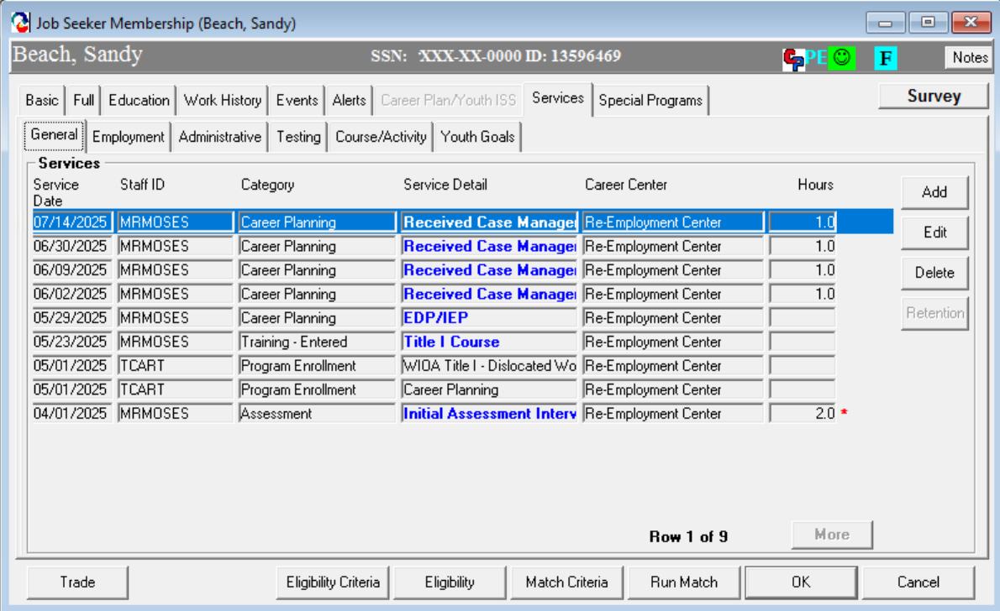 Job Seeker Membership (Beach, Sandy)
Beach, Sandy SSN: XXX-XX-0000 ID: 13596469 CP PE F Notes
Basic Full Education Work History Events Alerts Career Plan/Youth ISS Services Special Programs Survey
General Employment Administrative Testing Course/Activity Youth Goals
Services
Service Date Staff ID Category Service Detail Career Center Hours Add
07/14/2025 MRMOSES Career Planning Received Case Manager Re-Employment Center 1.0
06/30/2025 MRMOSES Career Planning Received Case Manager Re-Employment Center 1.0 Edit
06/09/2025 MRMOSES Career Planning Received Case Manager Re-Employment Center 1.0 Delete
06/02/2025 MRMOSES Career Planning Received Case Manager Re-Employment Center 1.0
05/29/2025 MRMOSES Career Planning EDP/IEP Re-Employment Center Retention
05/23/2025 MRMOSES Training - Entered Title I Course Re-Employment Center
05/01/2025 TCART Program Enrollment WIOA Title I - Dislocated Wo Re-Employment Center
05/01/2025 TCART Program Enrollment Career Planning Re-Employment Center
04/01/2025 MRMOSES Assessment Initial Assessment Interv Re-Employment Center 2.0 *
Row 1 of 9 More
Trade Eligibility Criteria Eligibility Match Criteria Run Match OK Cancel